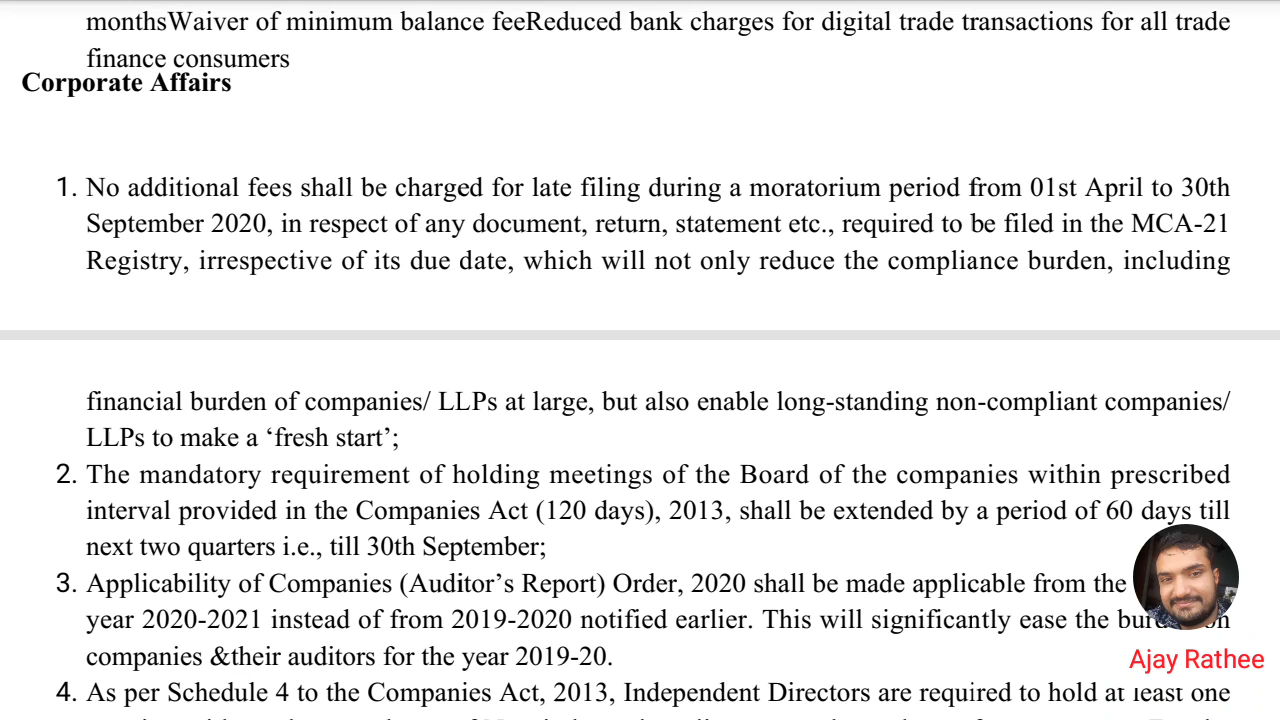 monthsWaiver of minimum balance feeReduced bank charges for digital trade transactions for all trade
finance consumers
Corporate Affairs
1. No additional fees shall be charged for late filing during a moratorium period from 01st April to 30th
September 2020, in respect of any document, return, statement etc., required to be filed in the MCA-21
Registry, irrespective of its due date, which will not only reduce the compliance burden, including
financial burden of companies/ LLPs at large, but also enable long-standing non-compliant companies/
LLPs to make a ‘fresh start’;
2. The mandatory requirement of holding meetings of the Board of the companies within prescribed
interval provided in the Companies Act (120 days), 2013, shall be extended by a period of 60 days till
next two quarters i.e., till 30th September;
3. Applicability of Companies (Auditor’s Report) Order, 2020 shall be made applicable from the
year 2020-2021 instead of from 2019-2020 notified earlier. This will significantly ease the
companies &their auditors for the year 2019-20.
Ajay Rathee
4. As per Schedule 4 to the Companies Act, 2013, Independent Directors are required to hold at least one